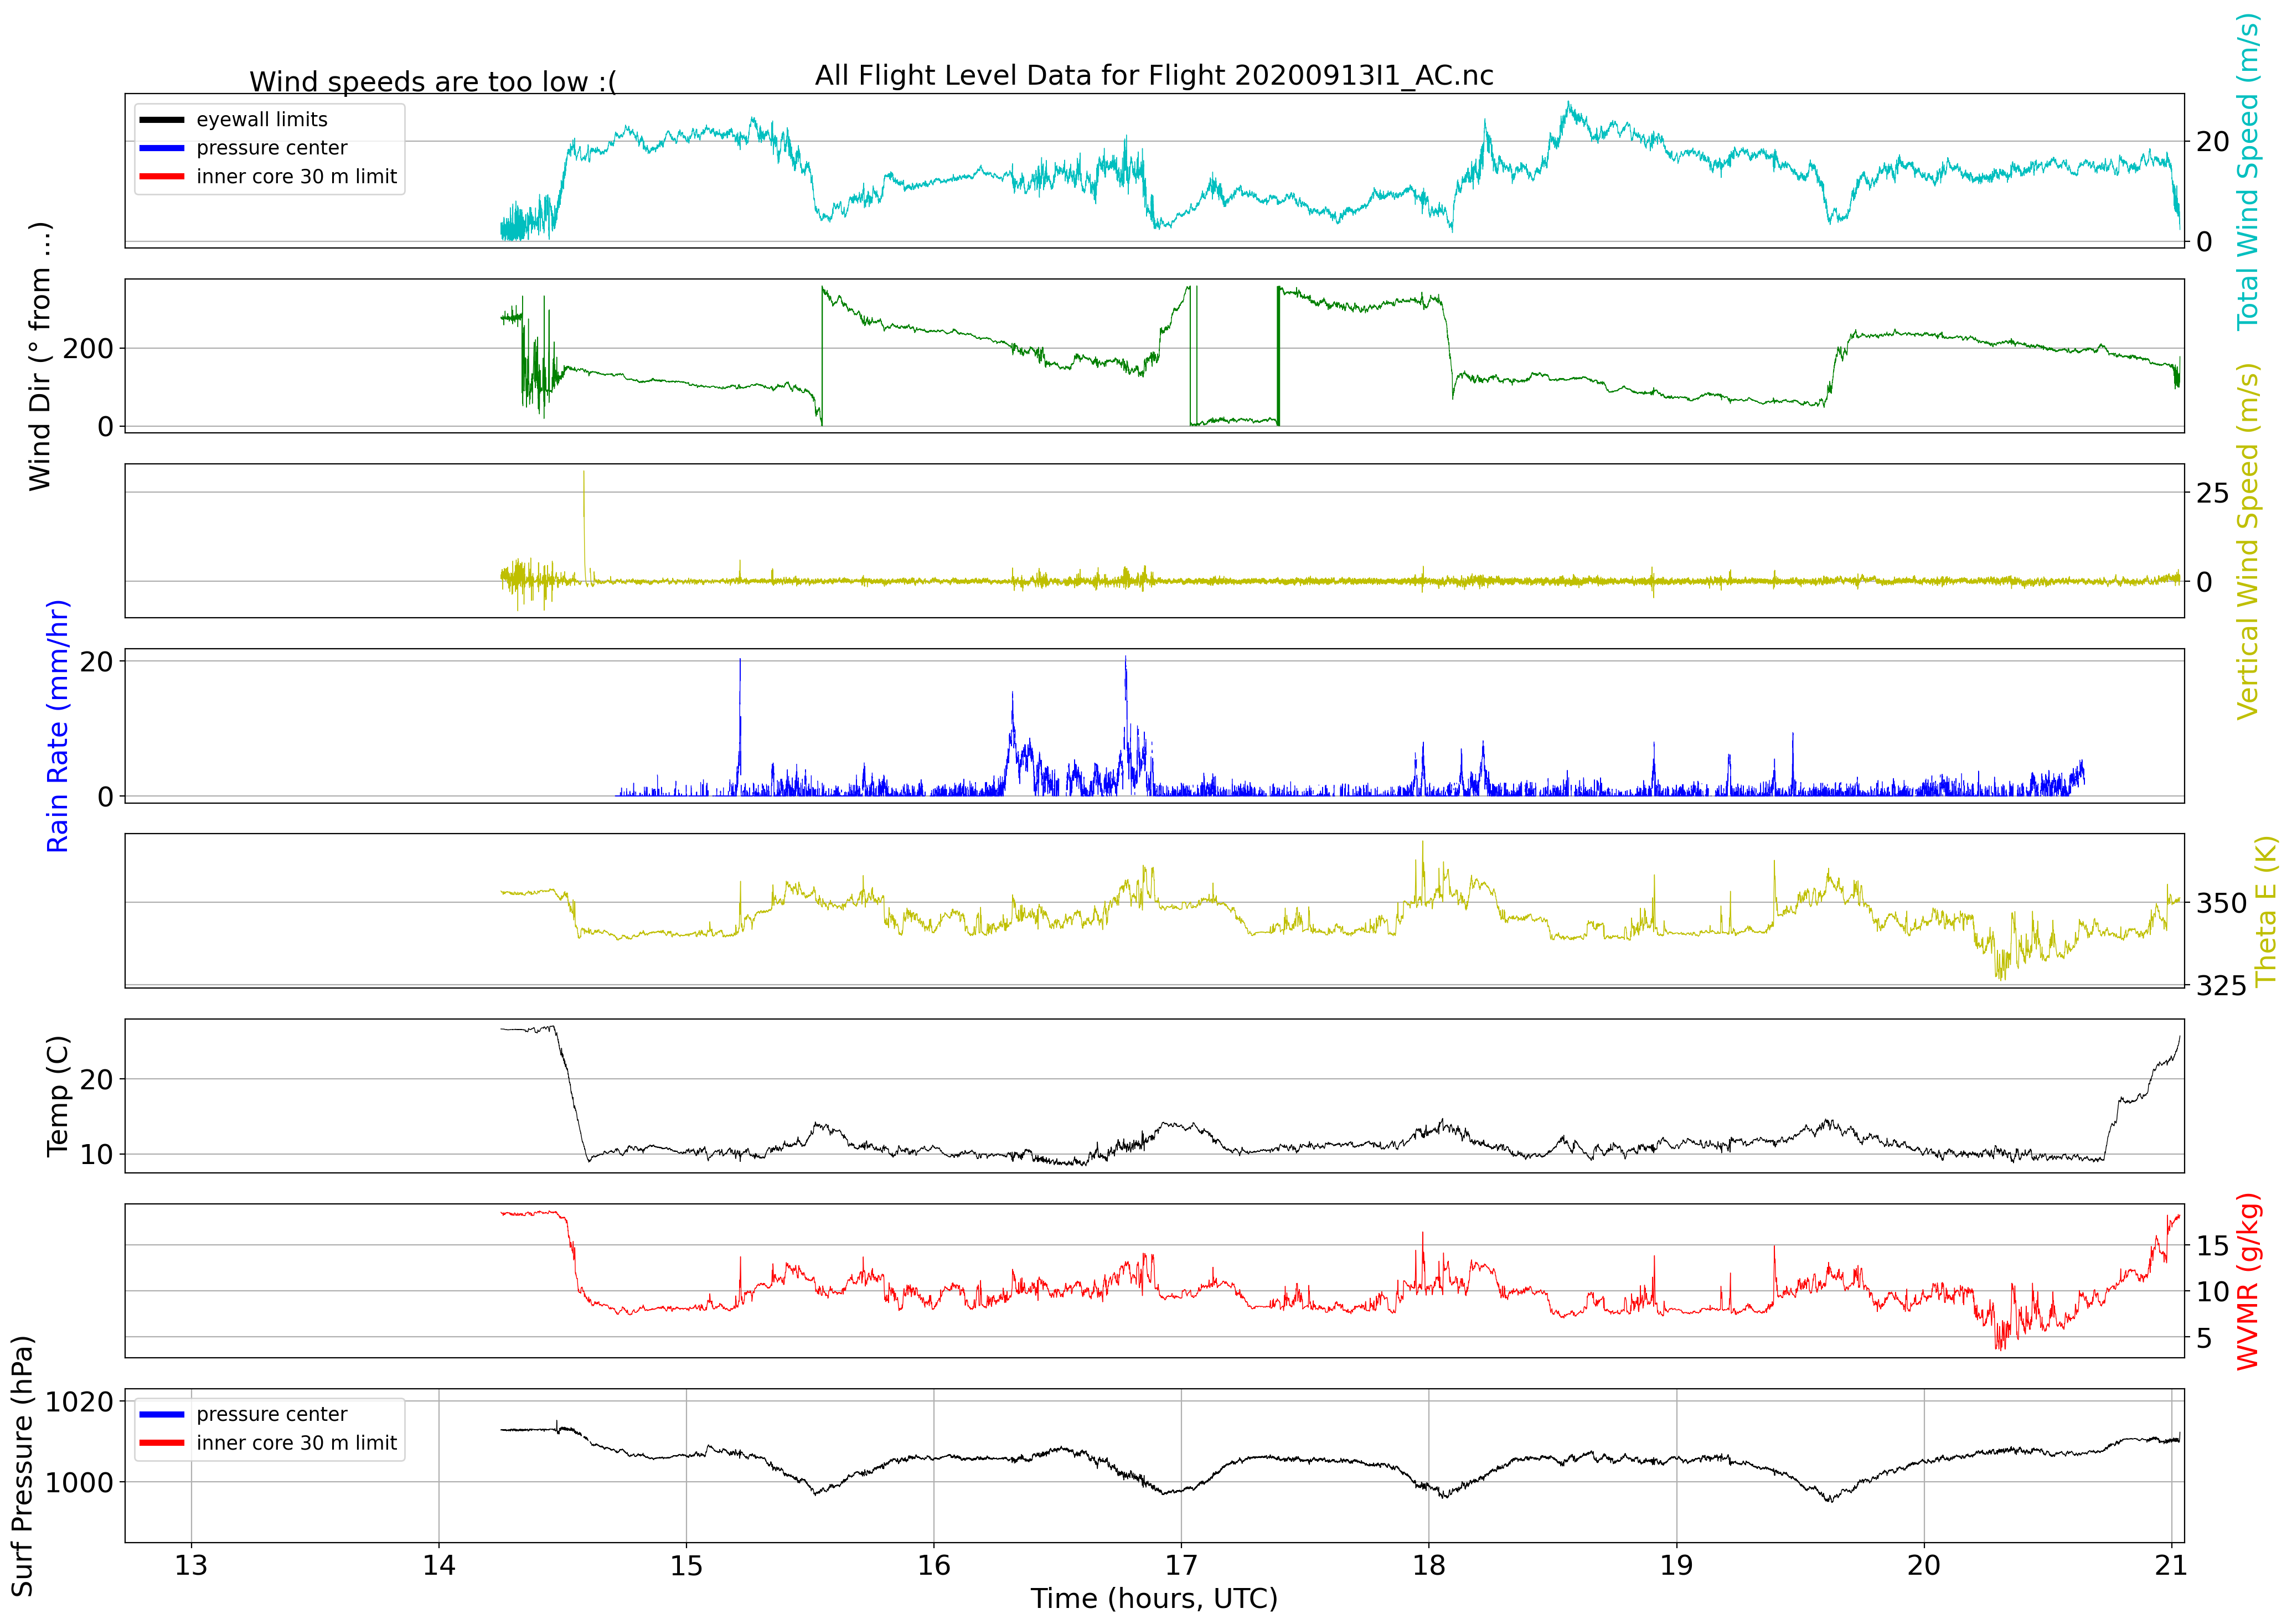 Wind speeds are too low :(
All Flight Level Data for Flight 20200913I1_AC.nc
eyewall limits
pressure center
inner core 30 m limit
20
0
Total Wind Speed (m/s)
Wind Dir (° from ...)
200
0
25
0
Vertical Wind Speed (m/s)
Rain Rate (mm/hr)
20
0
350
325
Theta E (K)
Temp (C)
20
10
15
10
5
WVMR (g/kg)
Surf Pressure (hPa)
1020
1000
pressure center
inner core 30 m limit
13 14 15 16 17 18 19 20 21
Time (hours, UTC)